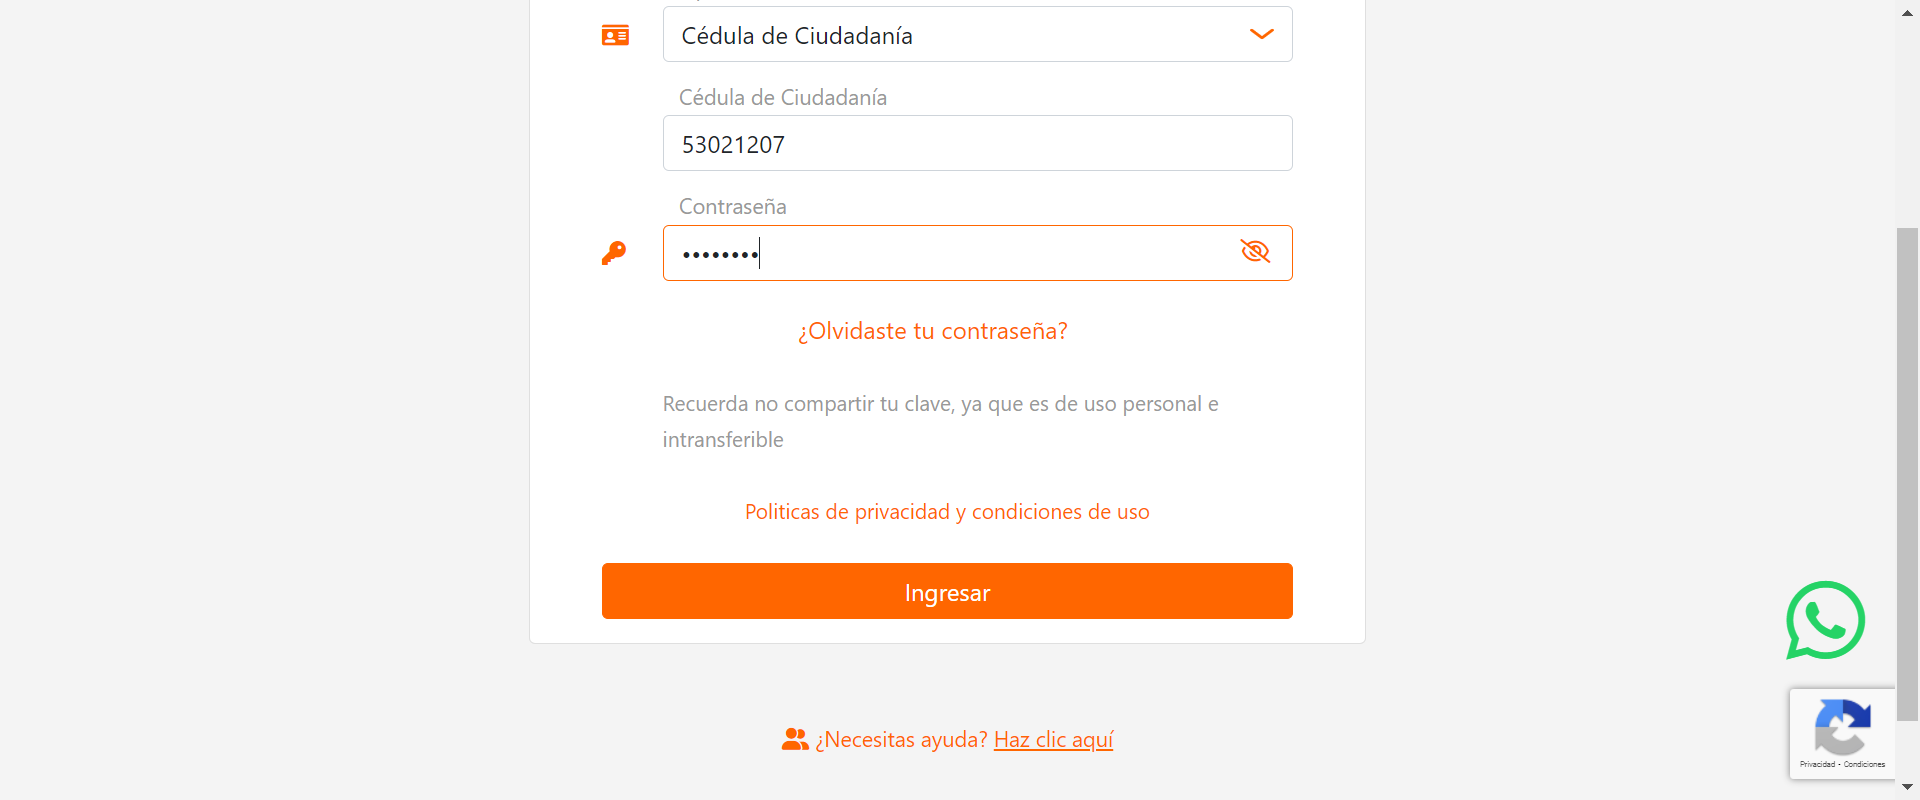 Cédula de Ciudadanía
Cédula de Ciudadanía
53021207
Contraseña
••••••••
¿Olvidaste tu contraseña?
Recuerda no compartir tu clave, ya que es de uso personal e
intransferible
Politicas de privacidad y condiciones de uso
Ingresar
¿Necesitas ayuda? Haz clic aquí
Privacidad - Condiciones